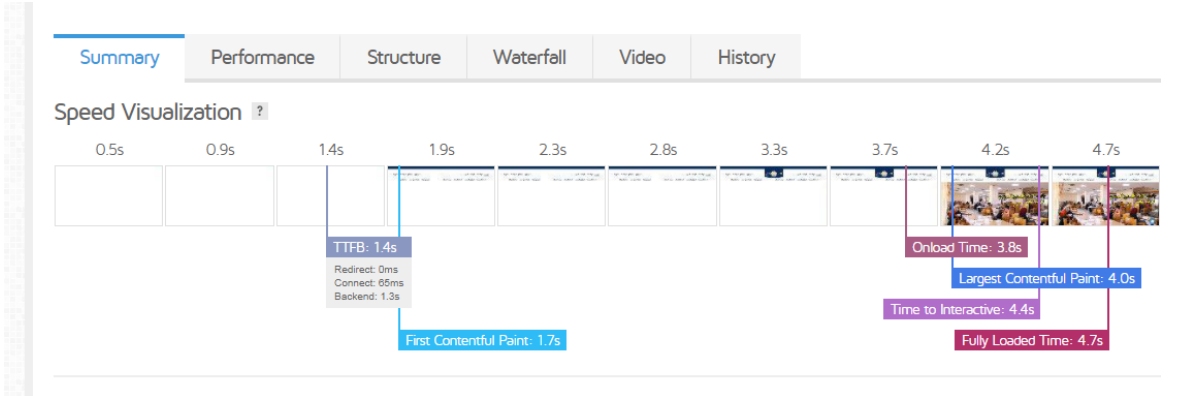 Summary Performance Structure Waterfall Video History
Speed Visualization ?
0.5s 0.9s 1.4s 1.9s 2.3s 2.8s 3.3s 3.7s 4.2s 4.7s
TTFB: 1.4s
Redirect: 0ms
Connect: 65ms
Backend: 1.3s
Onload Time: 3.8s
Largest Contentful Paint: 4.0s
Time to Interactive: 4.4s
First Contentful Paint: 1.7s
Fully Loaded Time: 4.7s